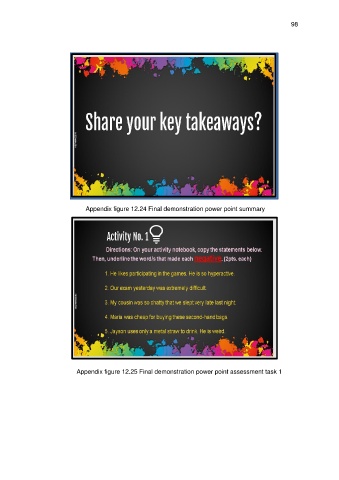 98
Share your key takeaways?
Appendix figure 12.24 Final demonstration power point summary
Activity No. 1
Directions: On your activity notebook, copy the statements below.
Then, underline the word/s that made each (2pts. each)
1. He likes participating in the games. He is so hyperactive.
2. Our exam yesterday was extremely difficult.
3. My cousin was so chatty that we slept very late last night.
4. Maria was cheap for buying these second-hand bags.
5. Jayson uses only a metal straw to drink. He is weird.
Appendix figure 12.25 Final demonstration power point assessment task 1